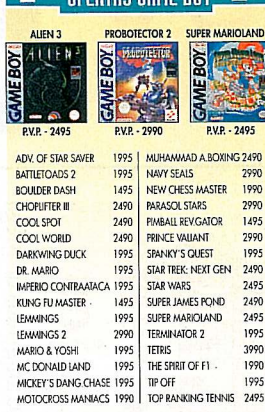 OFERTAS GAME BOY
ALIEN 3
PROBOTECTOR 2
SUPER MARIOLAND
GAME BOY
ALIEN 3
GAME BOY
PROBOTECTOR
GAME BOY
P.V.P. - 2495
P.V.P. - 2990
P.V.P. - 2495
ADV. OF STAR SAVER 1995
BATTLETOADS 2 1995
BOULDER DASH 1495
CHOPLIFTER III 2490
COOL SPOT 2490
COOL WORLD 2490
DARKWING DUCK 1995
DR. MARIO 1995
IMPERIO CONTRAATACA 1995
KUNG FU MASTER 1495
LEMMINGS 1995
LEMMINGS 2 2990
MARIO & YOSHI 1995
MC DONALD LAND 1995
MICKEY'S DANG.CHASE 1995
MOTOCROSS MANIACS 1990
MUHAMMAD A.BOXING 2490
NAVY SEALS 2990
NEW CHESS MASTER 1990
PARASOL STARS 2990
PIMBALL REV.GATOR 1495
PRINCE VALIANT 2990
SPANKY'S QUEST 1995
STAR TREK: NEXT GEN 2490
STAR WARS 2495
SUPER JAMES POND 2490
SUPER MARIOLAND 2495
TERMINATOR 2 1995
TETRIS 3990
THE SPIRIT OF F1 1990
TIP OFF 1995
TOP RANKING TENNIS 2495